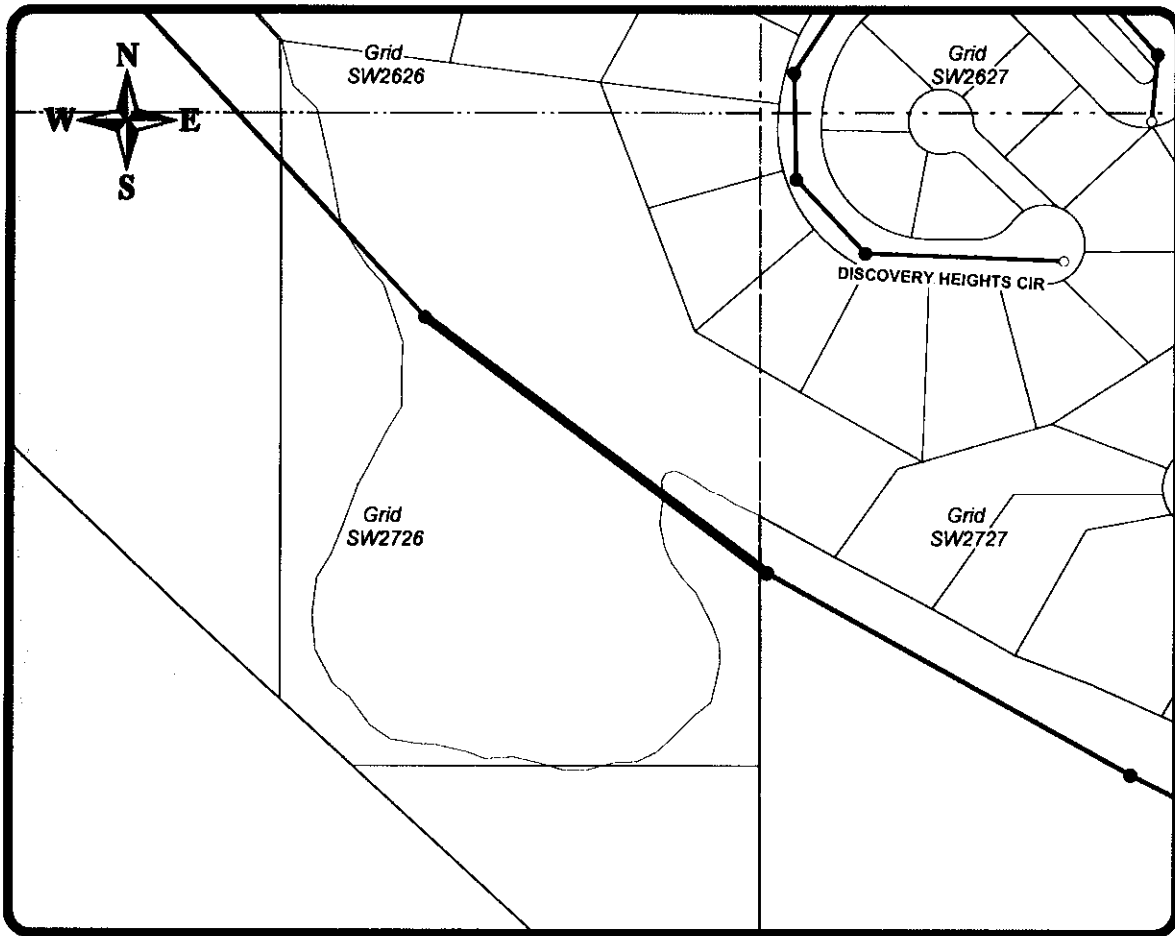 N
W E
S
Grid
SW2626
Grid
SW2627
DISCOVERY HEIGHTS CIR
Grid
SW2726
Grid
SW2727